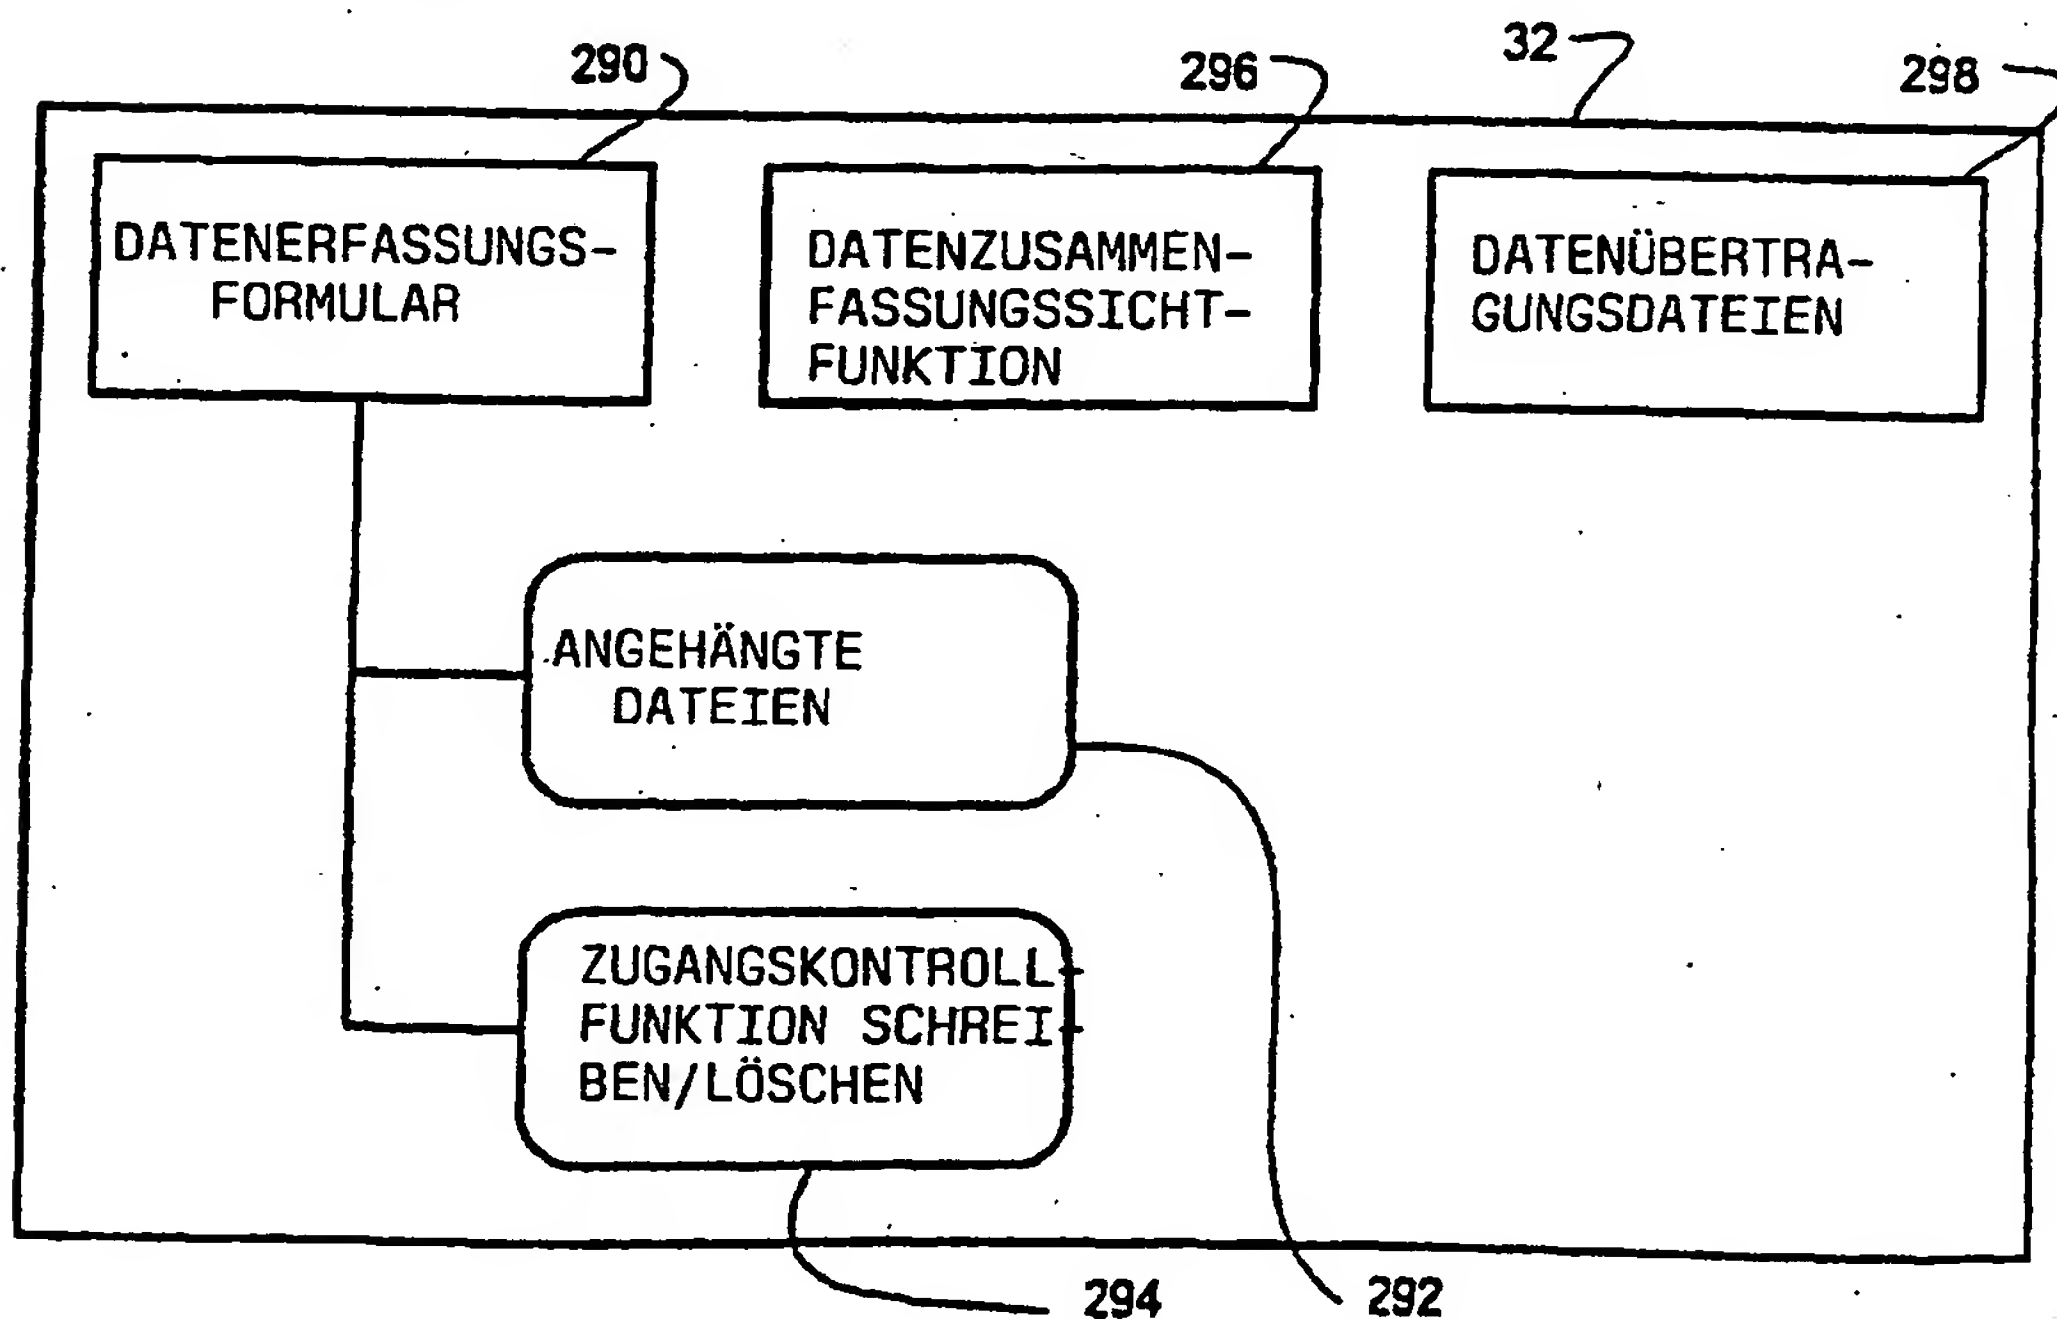 290
296
32
298
DATENERFASSUNGS-
FORMULAR
DATENZUSAMMEN-
FASSUNGSSICHT-
FUNKTION
DATENÜBERTRA-
GUNGSDATEIEN
ANGEHÄNGTE
DATEIEN
ZUGANGSKONTROLL-
FUNKTION SCHREI-
BEN/LÖSCHEN
294
292